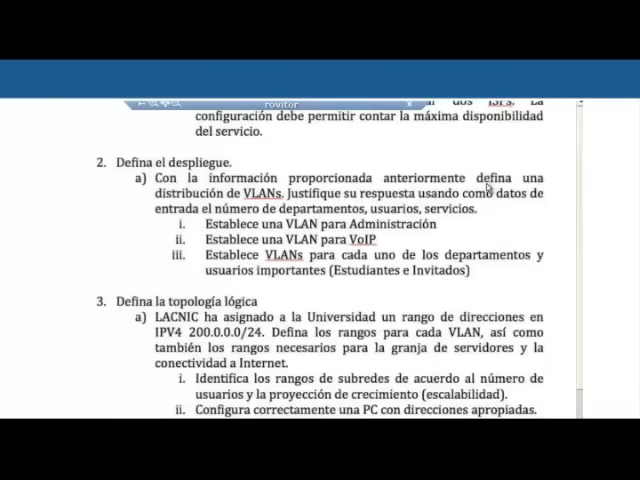 rovitor x
dos ISPs. La
configuración debe permitir contar la máxima disponibilidad
del servicio.
2. Defina el despliegue.
a) Con la información proporcionada anteriormente defina una
distribución de VLANs. Justifique su respuesta usando como datos de
entrada el número de departamentos, usuarios, servicios.
i. Establece una VLAN para Administración
ii. Establece una VLAN para VoIP
iii. Establece VLANs para cada uno de los departamentos y
usuarios importantes (Estudiantes e Invitados)
3. Defina la topología lógica
a) LACNIC ha asignado a la Universidad un rango de direcciones en
IPV4 200.0.0.0/24. Defina los rangos para cada VLAN, así como
también los rangos necesarios para la granja de servidores y la
conectividad a Internet.
i. Identifica los rangos de subredes de acuerdo al número de
usuarios y la proyección de crecimiento (escalabilidad).
ii. Configura correctamente una PC con direcciones apropiadas.